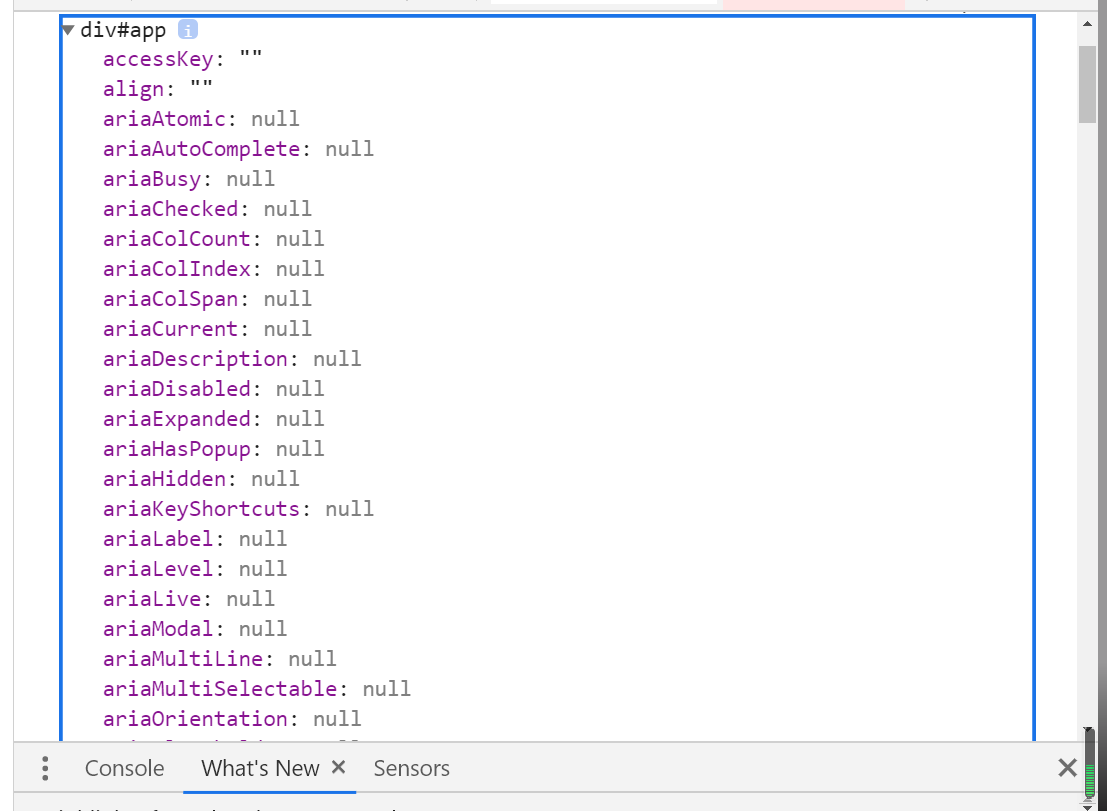 div#app i
accessKey: ""
align: ""
ariaAtomic: null
ariaAutoComplete: null
ariaBusy: null
ariaChecked: null
ariaColCount: null
ariaColIndex: null
ariaColSpan: null
ariaCurrent: null
ariaDescription: null
ariaDisabled: null
ariaExpanded: null
ariaHasPopup: null
ariaHidden: null
ariaKeyShortcuts: null
ariaLabel: null
ariaLevel: null
ariaLive: null
ariaModal: null
ariaMultiLine: null
ariaMultiSelectable: null
ariaOrientation: null
Console What's New Sensors